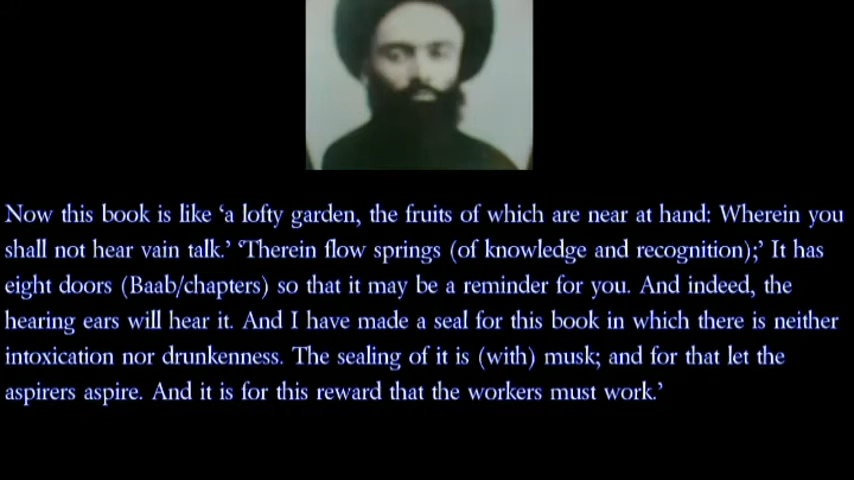 Now this book is like ‘a lofty garden, the fruits of which are near at hand: Wherein you
shall not hear vain talk.’ ‘Therein flow springs (of knowledge and recognition);’ It has
eight doors (Baab/chapters) so that it may be a reminder for you. And indeed, the
hearing ears will hear it. And I have made a seal for this book in which there is neither
intoxication nor drunkenness. The sealing of it is (with) musk; and for that let the
aspirers aspire. And it is for this reward that the workers must work.’